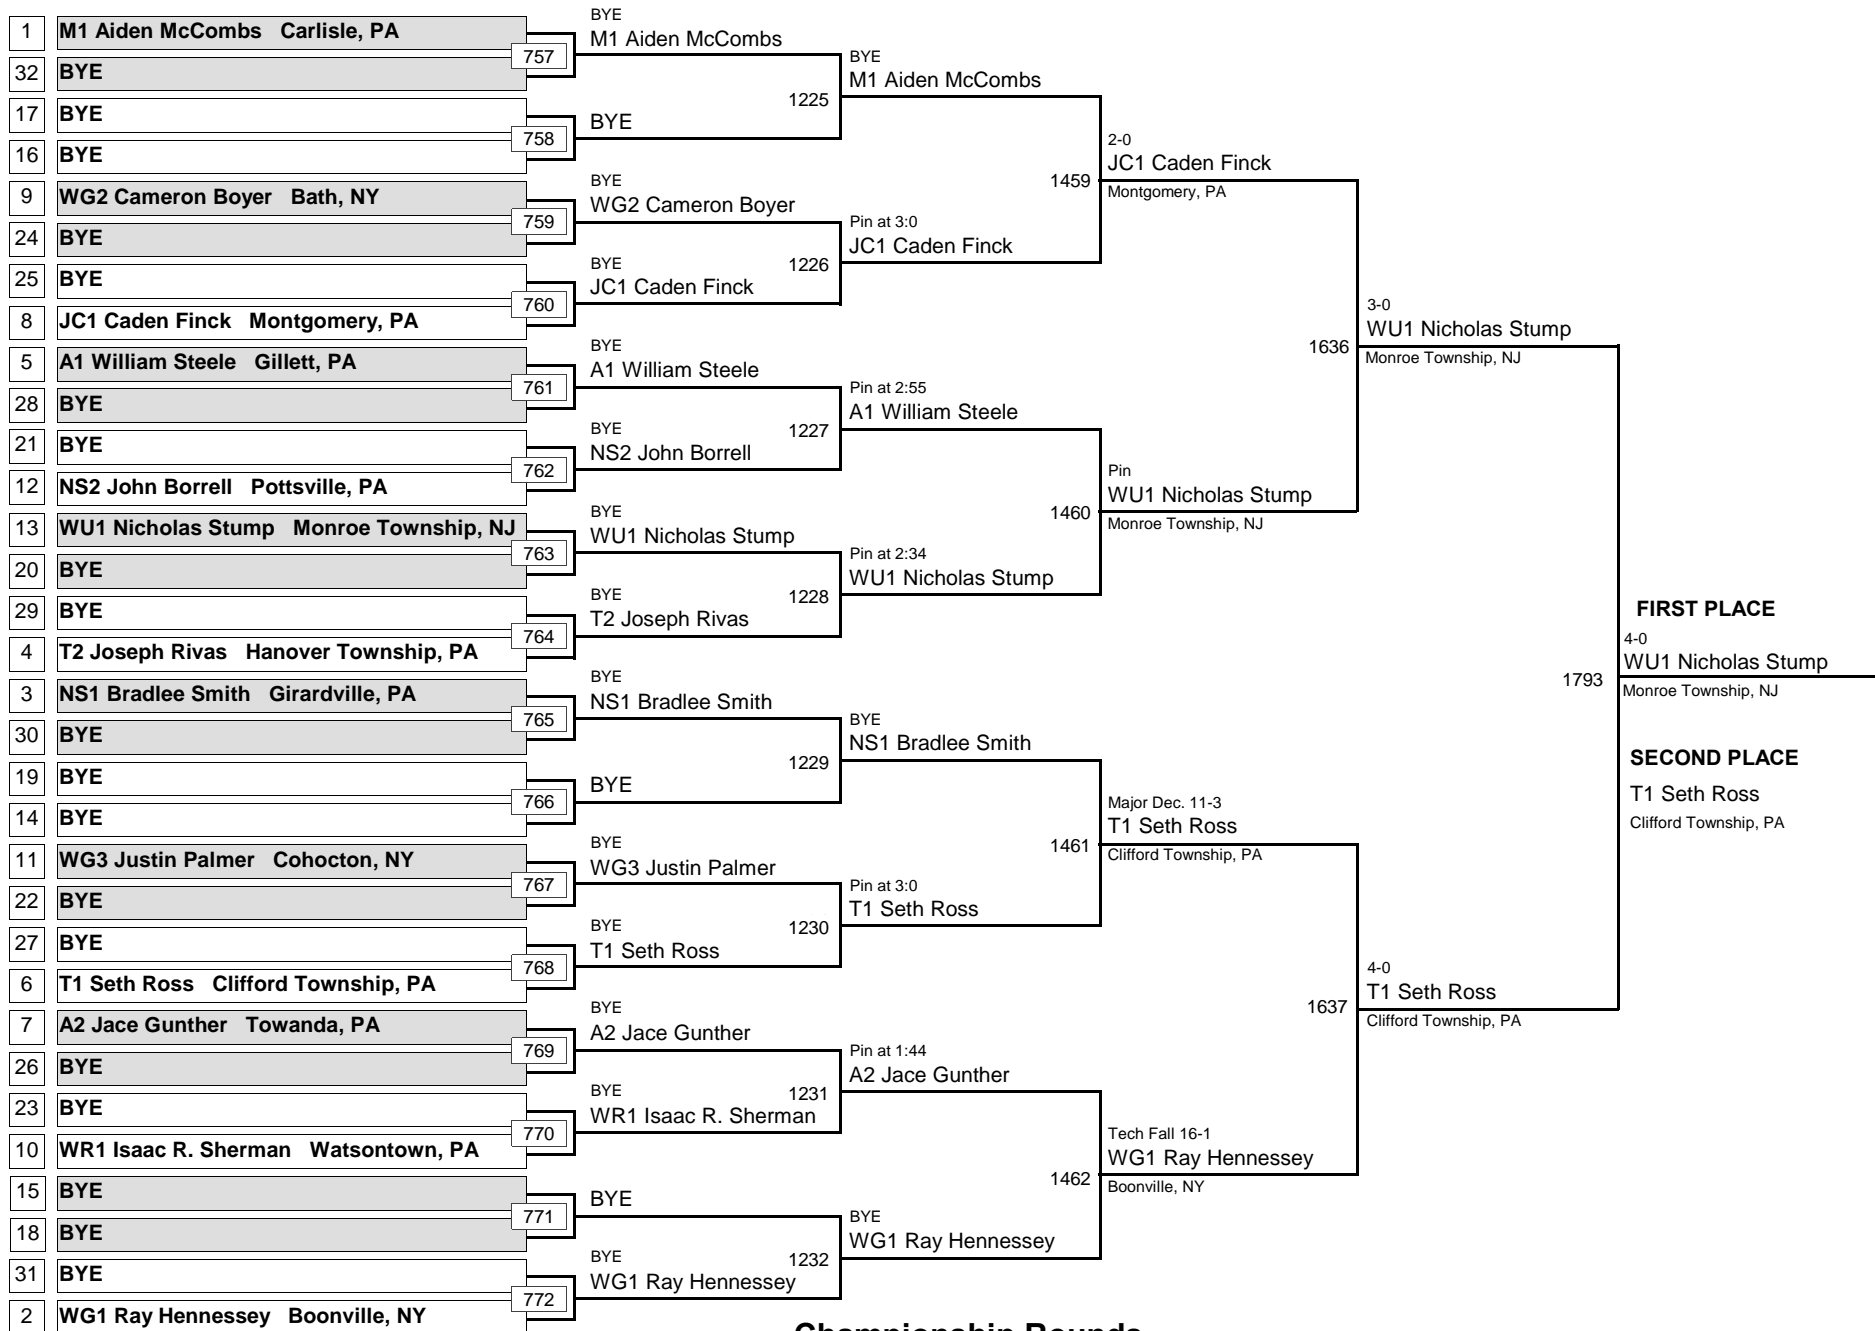 1 M1 Aiden McCombs Carlisle, PA
32 BYE
757
17 BYE
16 BYE
758
9 WG2 Cameron Boyer Bath, NY
24 BYE
759
25 BYE
8 JC1 Caden Finck Montgomery, PA
760
5 A1 William Steele Gillett, PA
28 BYE
761
21 BYE
12 NS2 John Borrell Pottsville, PA
762
13 WU1 Nicholas Stump Monroe Township, NJ
20 BYE
763
29 BYE
4 T2 Joseph Rivas Hanover Township, PA
764
3 NS1 Bradlee Smith Girardville, PA
30 BYE
765
19 BYE
14 BYE
766
11 WG3 Justin Palmer Cohocton, NY
22 BYE
767
27 BYE
6 T1 Seth Ross Clifford Township, PA
768
7 A2 Jace Gunther Towanda, PA
26 BYE
769
23 BYE
10 WR1 Isaac R. Sherman Watsontown, PA
770
15 BYE
18 BYE
771
31 BYE
2 WG1 Ray Hennessey Boonville, NY
772
BYE
M1 Aiden McCombs
1225
BYE
BYE
WG2 Cameron Boyer
1226
BYE
JC1 Caden Finck
BYE
A1 William Steele
1227
BYE
NS2 John Borrell
BYE
WU1 Nicholas Stump
1228
BYE
T2 Joseph Rivas
BYE
NS1 Bradlee Smith
1229
BYE
BYE
WG3 Justin Palmer
1230
BYE
T1 Seth Ross
BYE
A2 Jace Gunther
1231
BYE
WR1 Isaac R. Sherman
BYE
1232
BYE
WG1 Ray Hennessey
BYE
M1 Aiden McCombs
1459
Pin at 3:0
JC1 Caden Finck
Pin at 2:55
A1 William Steele
1460
Pin at 2:34
WU1 Nicholas Stump
BYE
NS1 Bradlee Smith
1461
Pin at 3:0
T1 Seth Ross
Pin at 1:44
A2 Jace Gunther
1462
BYE
WG1 Ray Hennessey
2-0
JC1 Caden Finck
Montgomery, PA
1636
Pin
WU1 Nicholas Stump
Monroe Township, NJ
Major Dec. 11-3
T1 Seth Ross
Clifford Township, PA
1637
Tech Fall 16-1
WG1 Ray Hennessey
Boonville, NY
3-0
WU1 Nicholas Stump
Monroe Township, NJ
1793
4-0
T1 Seth Ross
Clifford Township, PA
FIRST PLACE
4-0
WU1 Nicholas Stump
Monroe Township, NJ
SECOND PLACE
T1 Seth Ross
Clifford Township, PA
Championship Rounds